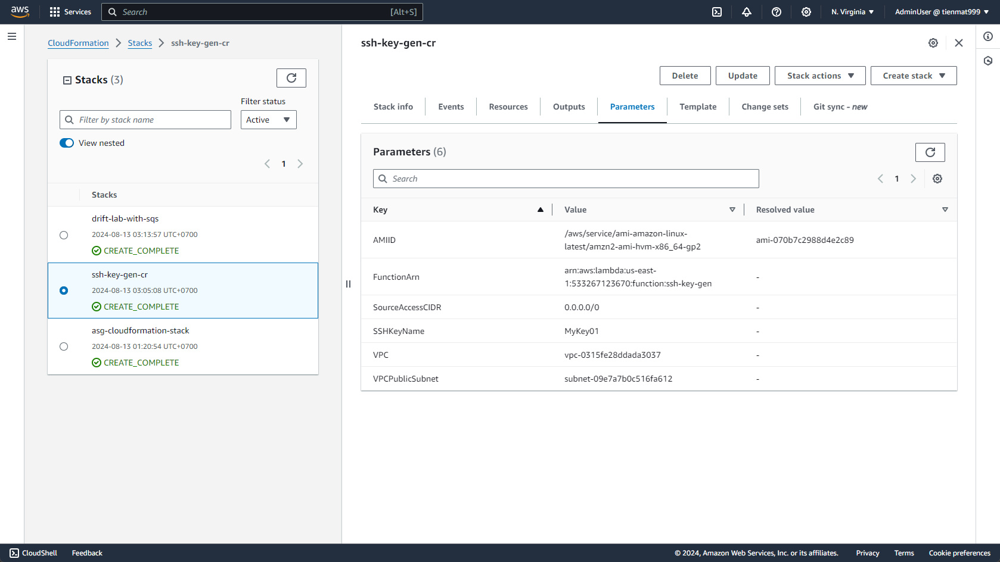 aws
Services
Search
[Alt+S]
N. Virginia
AdminUser @ tienmat999
CloudFormation
Stacks
ssh-key-gen-cr
Stacks (3)
Filter status
Filter by stack name
Active
View nested
1
Stacks
drift-lab-with-sqs
2024-08-13 03:13:57 UTC+0700
CREATE_COMPLETE
ssh-key-gen-cr
2024-08-13 03:05:08 UTC+0700
CREATE_COMPLETE
asg-cloudformation-stack
2024-08-13 01:20:54 UTC+0700
CREATE_COMPLETE
ssh-key-gen-cr
Delete
Update
Stack actions
Create stack
Stack info
Events
Resources
Outputs
Parameters
Template
Change sets
Git sync - new
Parameters (6)
Search
1
Key
Value
Resolved value
AMIID
/aws/service/ami-amazon-linux-
latest/amzn2-ami-hvm-x86_64-gp2
ami-070b7c2988d4e2c89
FunctionArn
arn:aws:lambda:us-east-
1:533267123670:function:ssh-key-gen
-
SourceAccessCIDR
0.0.0.0/0
-
SSHKeyName
MyKey01
-
VPC
vpc-0315fe28ddada3037
-
VPCPublicSubnet
subnet-09e7a7b0c516fa612
-
CloudShell
Feedback
© 2024, Amazon Web Services, Inc. or its affiliates.
Privacy
Terms
Cookie preferences